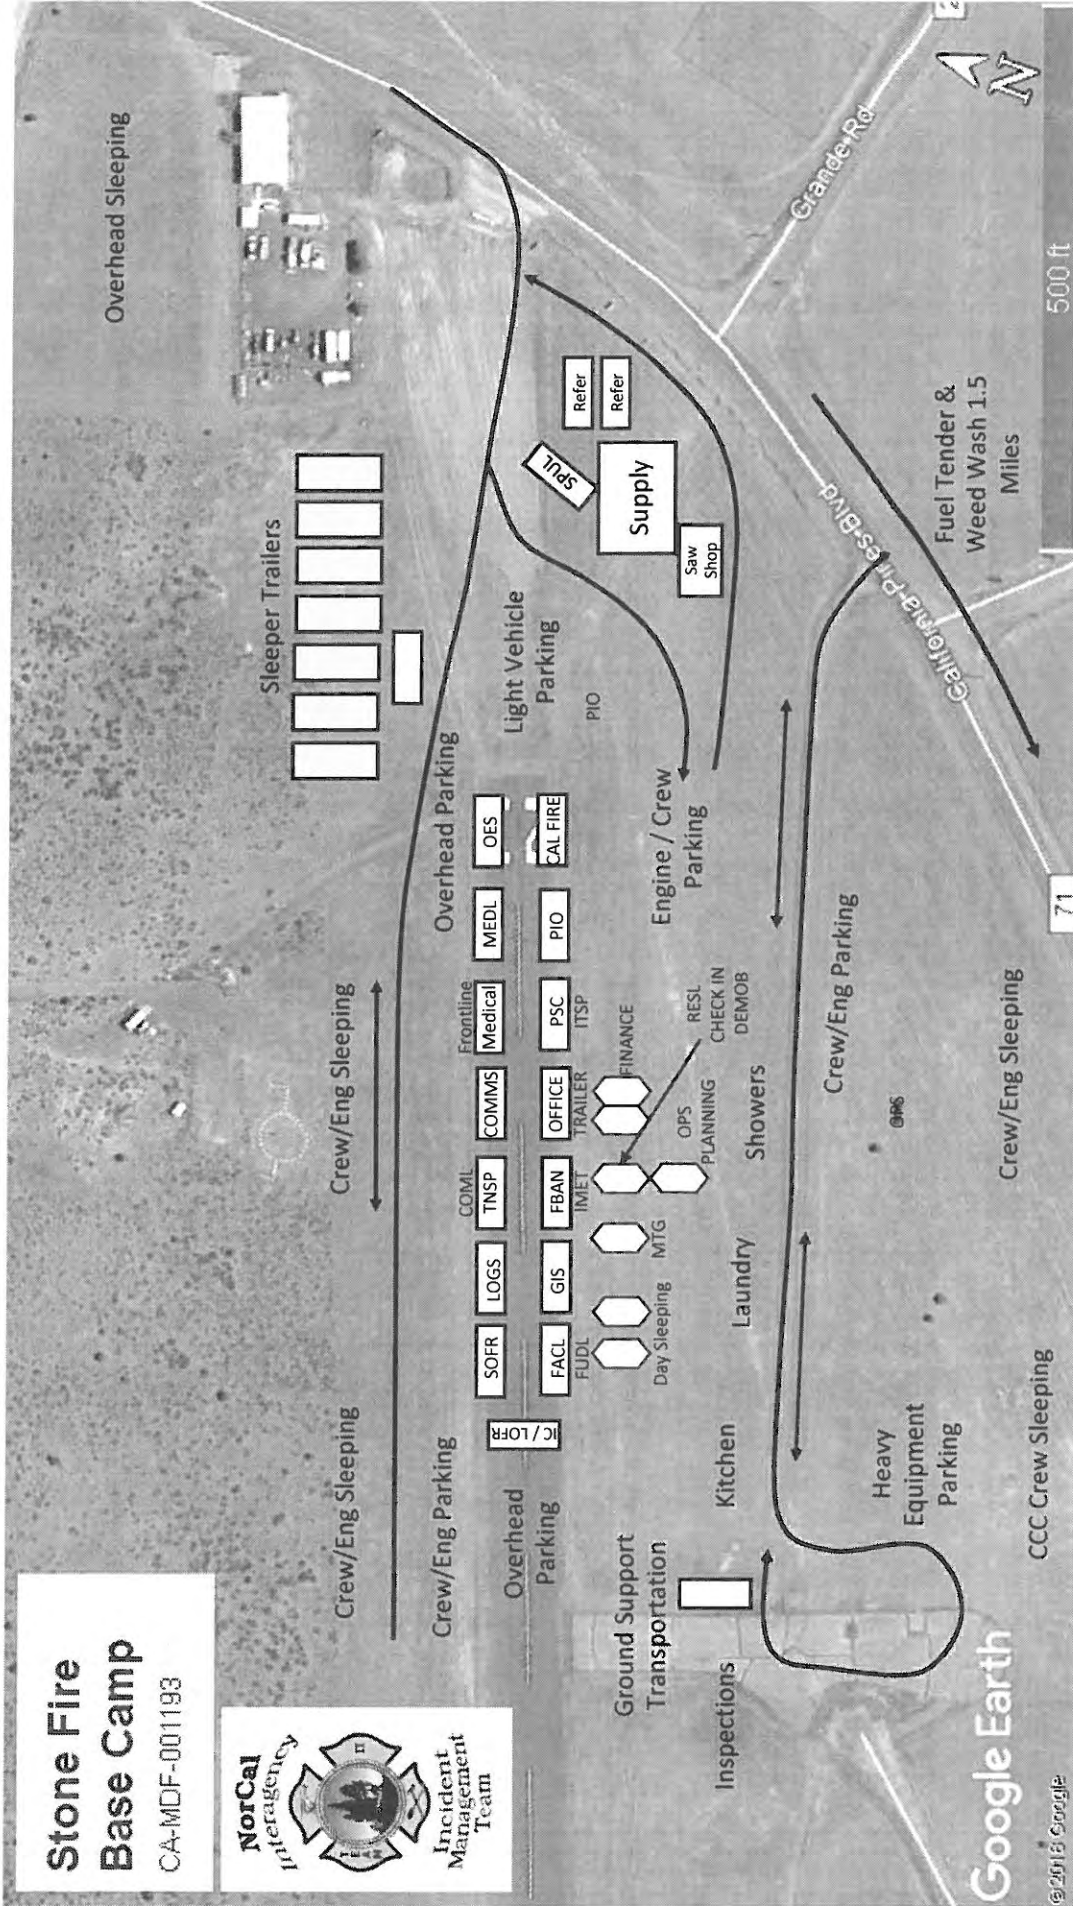 Stone Fire
Base Camp
CA-MDF-001193
NorCal
Interagency
TEAM
II
Incident
Management
Team
Overhead Sleeping
Sleeper Trailers
Crew/Eng Sleeping
Crew/Eng Sleeping
Crew/Eng Parking
Overhead
Parking
Overhead Parking
Light Vehicle
Parking
PIO
IC / LOFR
SOFR
LOGS
COML
TNSP
COMMS
Frontline
Medical
MEDL
OES
FACL
FUDL
GIS
FBAN
IMET
OFFICE
TRAILER
PSC
ITSP
PIO
CAL FIRE
SPUL
Supply
Refer
Refer
Saw
Shop
Day Sleeping
MTG
OPS
PLANNING
FINANCE
RESL
CHECK IN
DEMOB
Engine / Crew
Parking
Ground Support
Transportation
Inspections
Kitchen
Laundry
Showers
Heavy
Equipment
Parking
Crew/Eng Parking
OPS
CCC Crew Sleeping
Crew/Eng Sleeping
Fuel Tender &
Weed Wash 1.5
Miles
California-Pines-Blvd
Grande-Rd
71
N
500 ft
Google Earth
©2018 Google